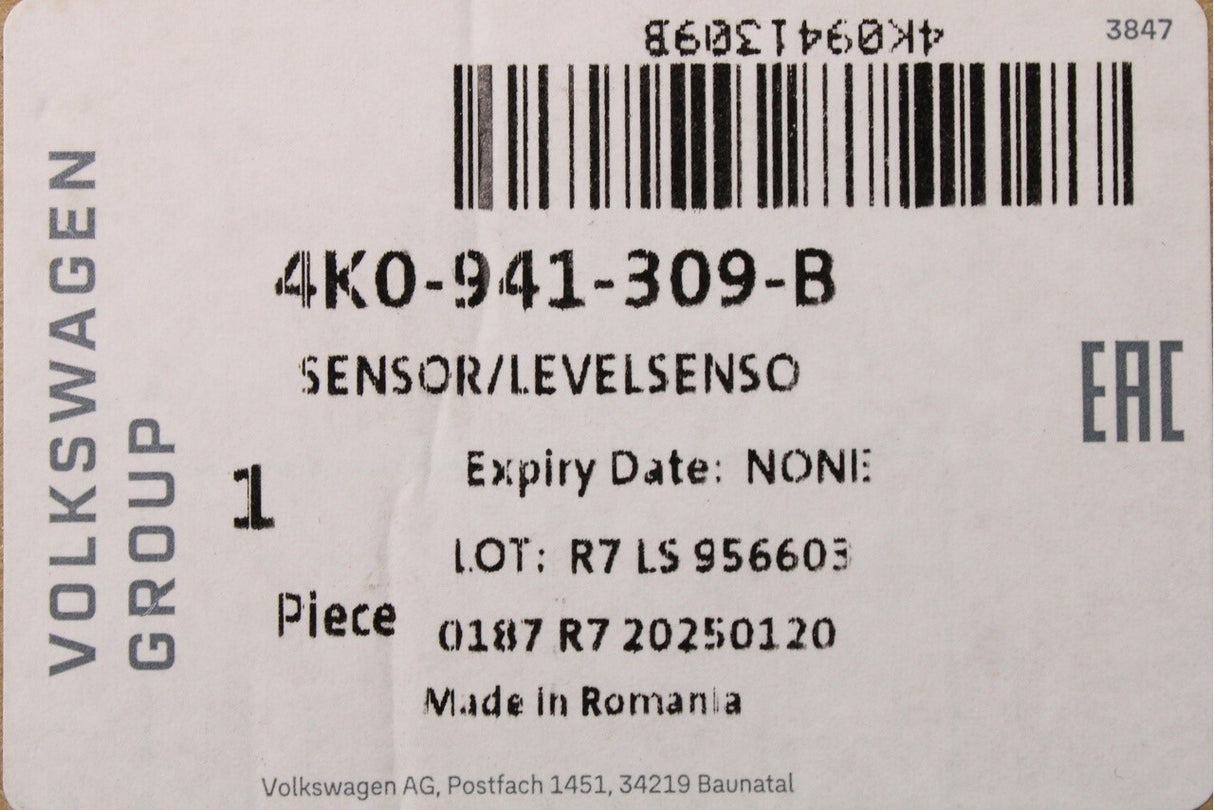 4K0941309B
3847
4K0-941-309-B
SENSOR/LEVELSENSO
EAC
Expiry Date: NONE
1
LOT: R7 LS 956603
Piece
0187 R7 20250120
Made in Romania
VOLKSWAGEN
GROUP
Volkswagen AG, Postfach 1451, 34219 Baunatal